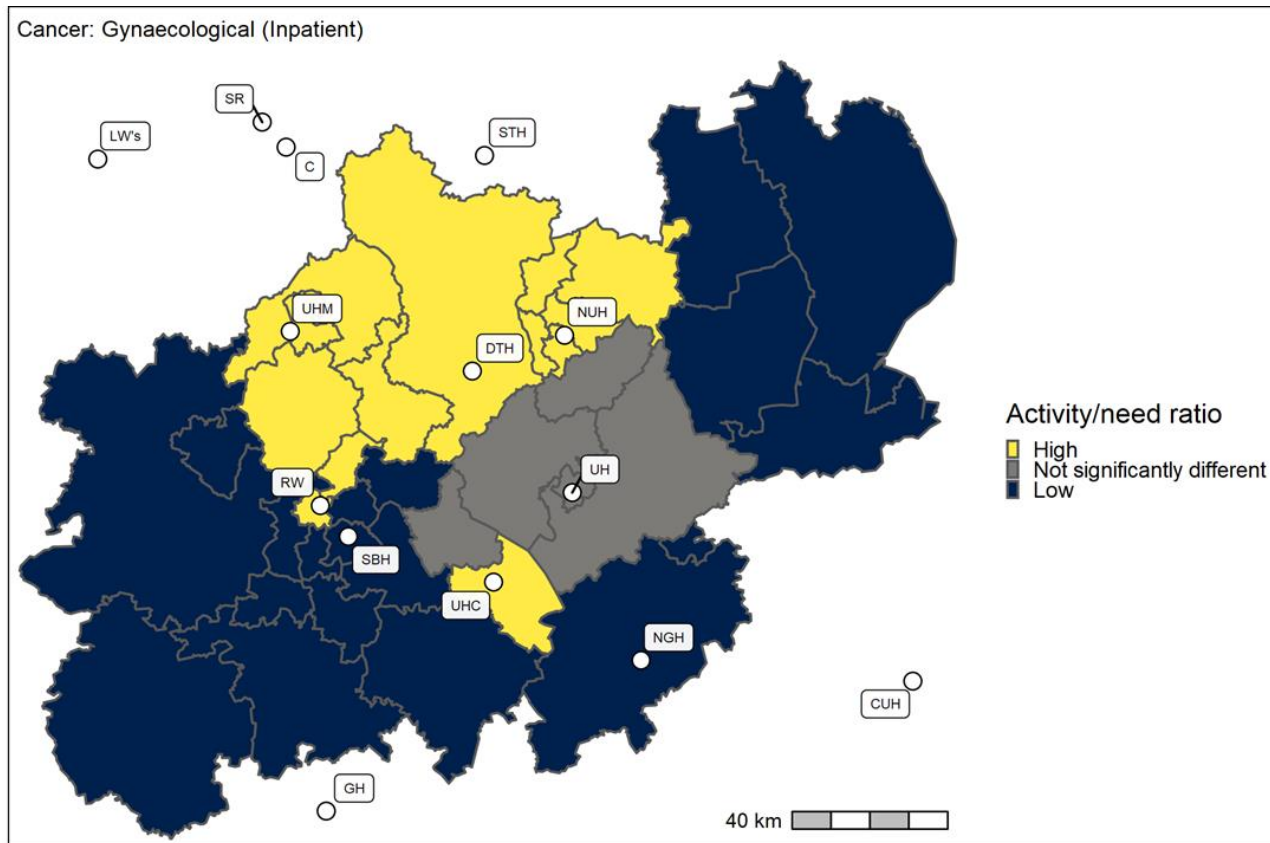 Cancer: Gynaecological (Inpatient)
SR
LW's
C
STH
UHM
NUH
DTH
Activity/need ratio
High
Not significantly different
Low
UH
RW
SBH
UHC
NGH
CUH
GH
40 km